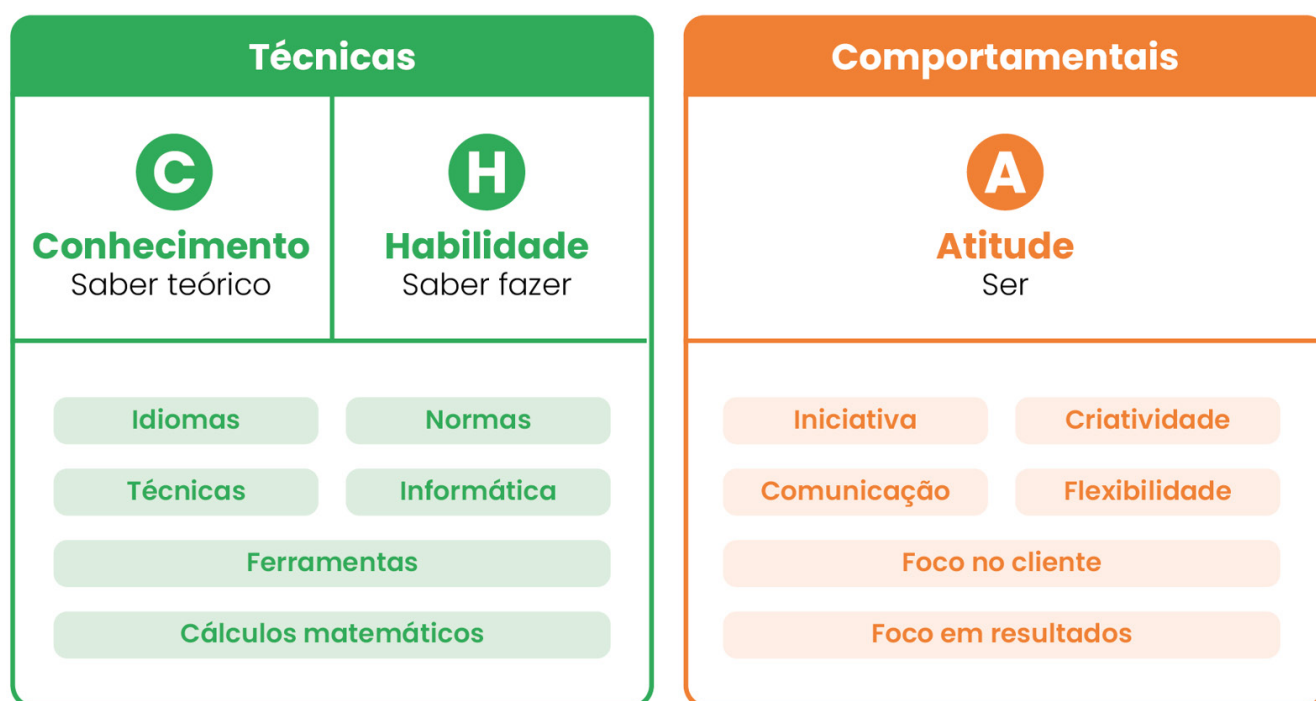 Técnicas
C
Conhecimento
Saber teórico
H
Habilidade
Saber fazer
Idiomas
Normas
Técnicas
Informática
Ferramentas
Cálculos matemáticos
Comportamentais
A
Atitude
Ser
Iniciativa
Criatividade
Comunicação
Flexibilidade
Foco no cliente
Foco em resultados